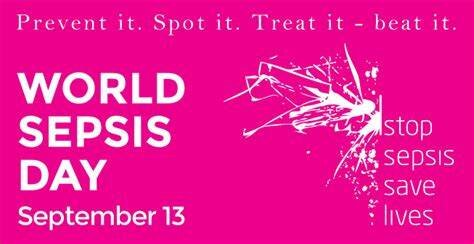 Prevent it. Spot it. Treat it - beat it.
WORLD
SEPSIS
DAY
September 13
stop
sepsis
save
lives